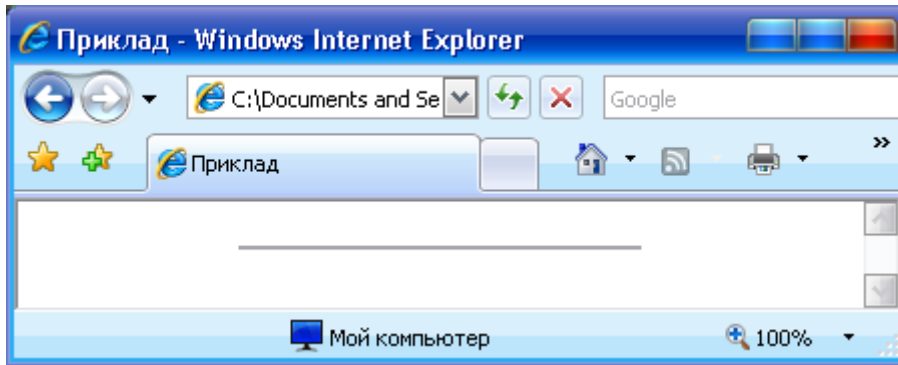 Приклад - Windows Internet Explorer
C:\Documents and Se
Google
Приклад
»
Мой компьютер
100%